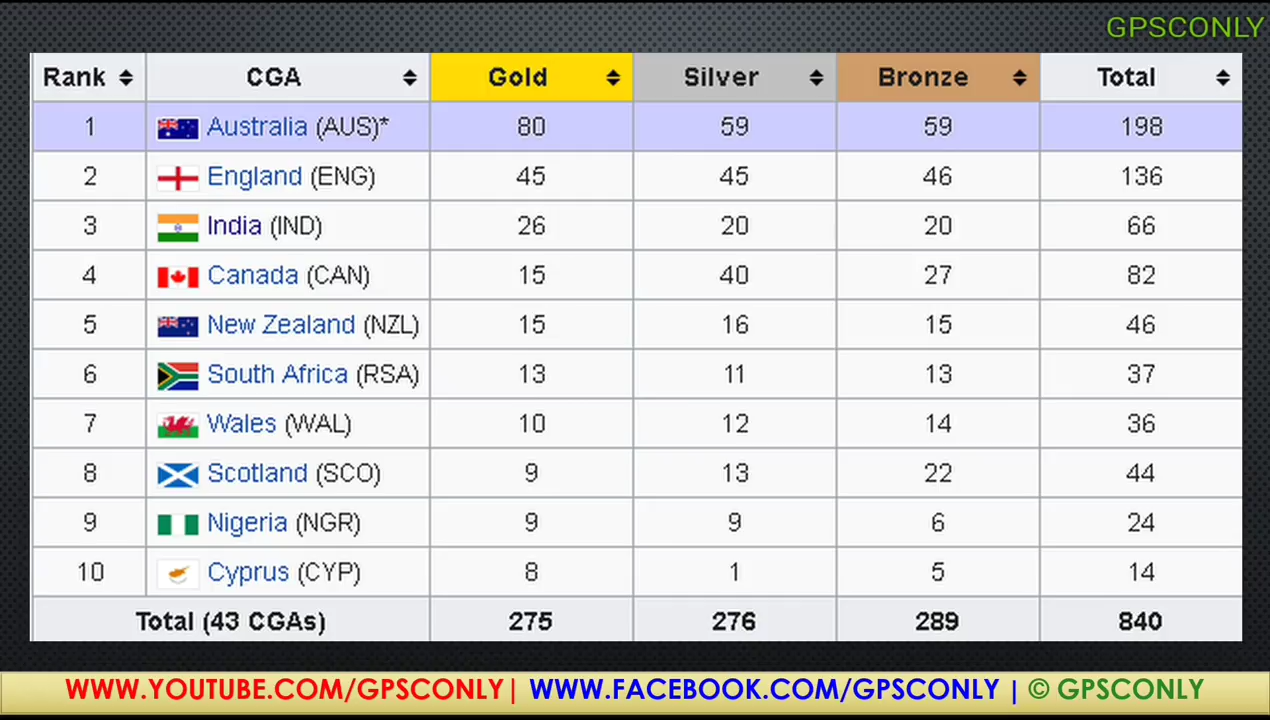 GPSCONLY
Rank CGA Gold Silver Bronze Total
1 Australia (AUS)* 80 59 59 198
2 England (ENG) 45 45 46 136
3 India (IND) 26 20 20 66
4 Canada (CAN) 15 40 27 82
5 New Zealand (NZL) 15 16 15 46
6 South Africa (RSA) 13 11 13 37
7 Wales (WAL) 10 12 14 36
8 Scotland (SCO) 9 13 22 44
9 Nigeria (NGR) 9 9 6 24
10 Cyprus (CYP) 8 1 5 14
Total (43 CGAs) 275 276 289 840
WWW.YOUTUBE.COM/GPSCONLY| WWW.FACEBOOK.COM/GPSCONLY | © GPSCONLY